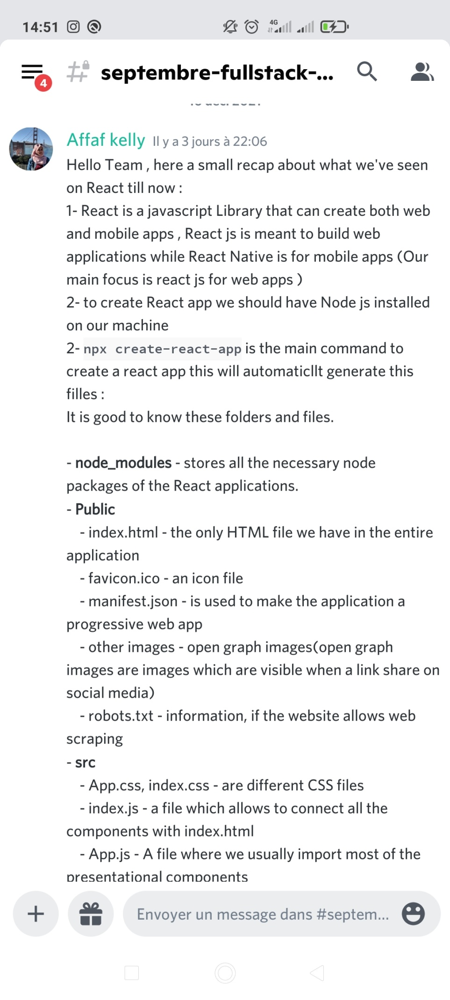 14:51
4G
4
septembre-fullstack-...
Affaf kelly Il y a 3 jours à 22:06
Hello Team , here a small recap about what we've seen
on React till now :
1- React is a javascript Library that can create both web
and mobile apps , React js is meant to build web
applications while React Native is for mobile apps (Our
main focus is react js for web apps )
2- to create React app we should have Node js installed
on our machine
2- npx create-react-app is the main command to
create a react app this will automaticllt generate this
filles :
It is good to know these folders and files.
- node_modules - stores all the necessary node
packages of the React applications.
- Public
- index.html - the only HTML file we have in the entire
application
- favicon.ico - an icon file
- manifest.json - is used to make the application a
progressive web app
- other images - open graph images(open graph
images are images which are visible when a link share on
social media)
- robots.txt - information, if the website allows web
scraping
- src
- App.css, index.css - are different CSS files
- index.js - a file which allows to connect all the
components with index.html
- App.js - A file where we usually import most of the
presentational components
Envoyer un message dans #septem...